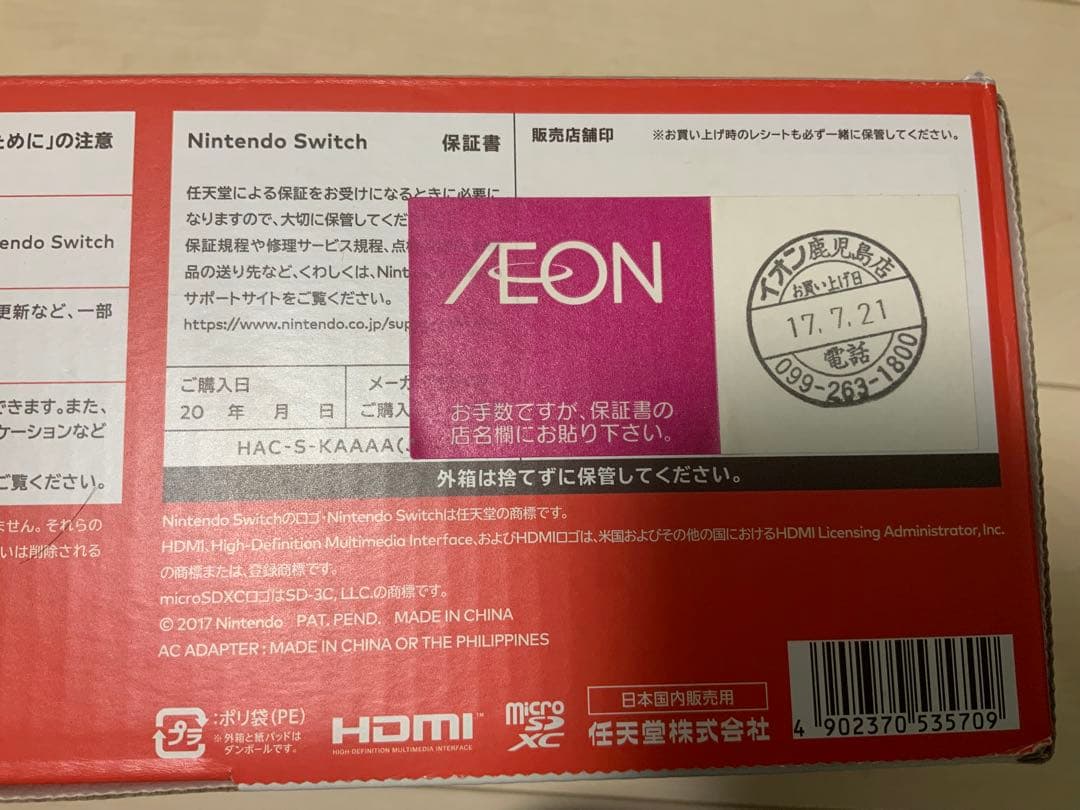 ために」の注意
endo Switch
更新など、一部
できます。また、
ケーションなど
ご覧ください。
ません。それらの
いは削除される
Nintendo Switch 保証書
任天堂による保証をお受けになるときに必要に
なりますので、大切に保管してくだ
保証規程や修理サービス規程、点検
品の送り先など、くわしくは、Nint
サポートサイトをご覧ください。
https://www.nintendo.co.jp/sup
ご購入日
20 年 月 日
メーカ
ご購入
HAC-S-KAAAA(J
販売店舗印 ※お買い上げ時のレシートも必ず一緒に保管してください。
ÆON
お手数ですが、保証書の
店名欄にお貼り下さい。
イオン鹿児島店
お買い上げ日
17.7.21
電話
099-263-1800
外箱は捨てずに保管してください。
Nintendo Switchのロゴ・Nintendo Switchは任天堂の商標です。
HDMI、High-Definition Multimedia Interface、およびHDMIロゴは、米国およびその他の国におけるHDMI Licensing Administrator, Inc.
の商標または、登録商標です。
microSDXCロゴはSD-3C, LLC.の商標です。
© 2017 Nintendo PAT. PEND. MADE IN CHINA
AC ADAPTER : MADE IN CHINA OR THE PHILIPPINES
プラ
:ポリ袋(PE)
※外箱と紙パッドは
ダンボールです。
HDMI™
HIGH-DEFINITION MULTIMEDIA INTERFACE
micro
SD
XC
日本国内販売用
任天堂株式会社
4 902370 535709